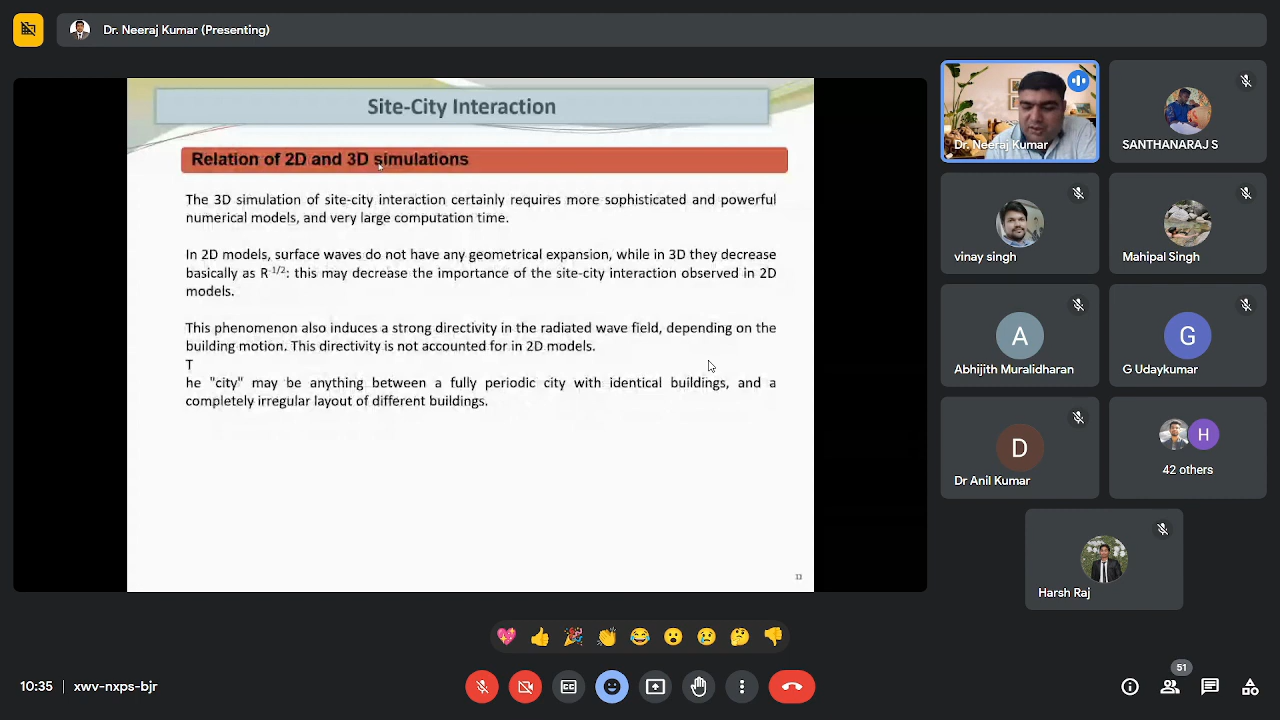 Dr. Neeraj Kumar (Presenting)
Site-City Interaction
Relation of 2D and 3D simulations
The 3D simulation of site-city interaction certainly requires more sophisticated and powerful
numerical models, and very large computation time.
In 2D models, surface waves do not have any geometrical expansion, while in 3D they decrease
basically as R-1/2: this may decrease the importance of the site-city interaction observed in 2D
models.
This phenomenon also induces a strong directivity in the radiated wave field, depending on the
building motion. This directivity is not accounted for in 2D models.
T
he "city" may be anything between a fully periodic city with identical buildings, and a
completely irregular layout of different buildings.
13
Dr. Neeraj Kumar
SANTHANARAJ S
vinay singh
Mahipal Singh
A
Abhijith Muralidharan
G
G Udaykumar
D
Dr Anil Kumar
H
42 others
Harsh Raj
10:35 | xwv-nxps-bjr
51